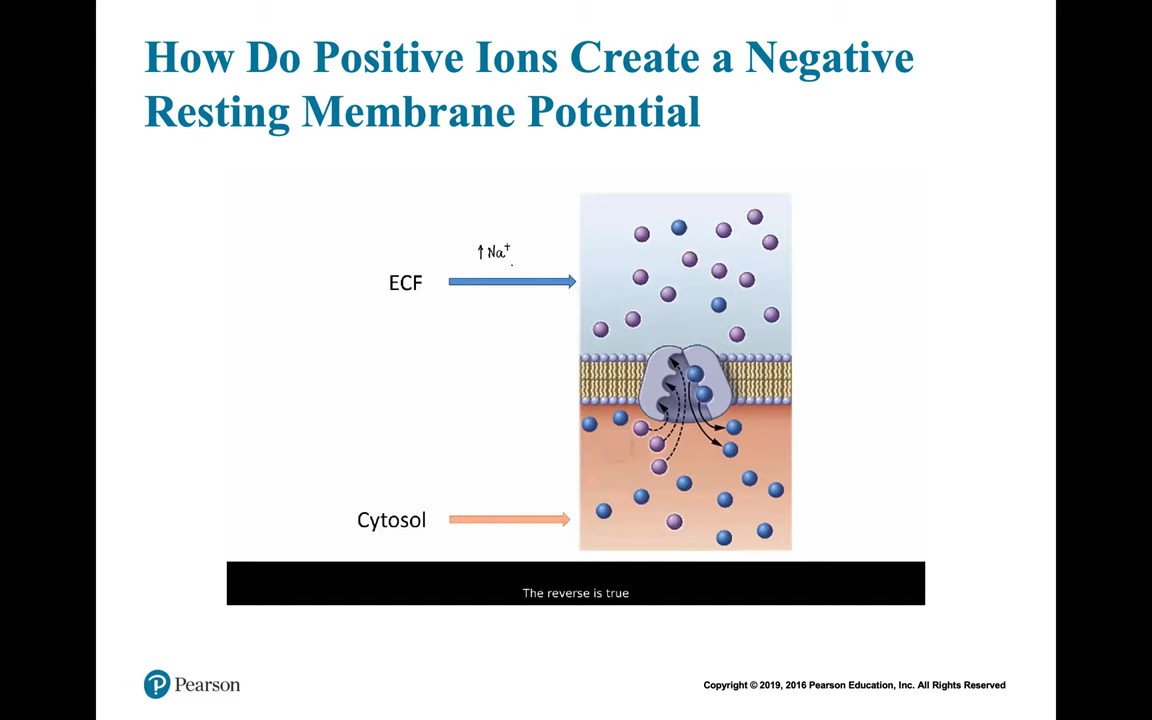 How Do Positive Ions Create a Negative
Resting Membrane Potential
↑ Na⁺
ECF
Cytosol
The reverse is true
Pearson
Copyright © 2019, 2016 Pearson Education, Inc. All Rights Reserved